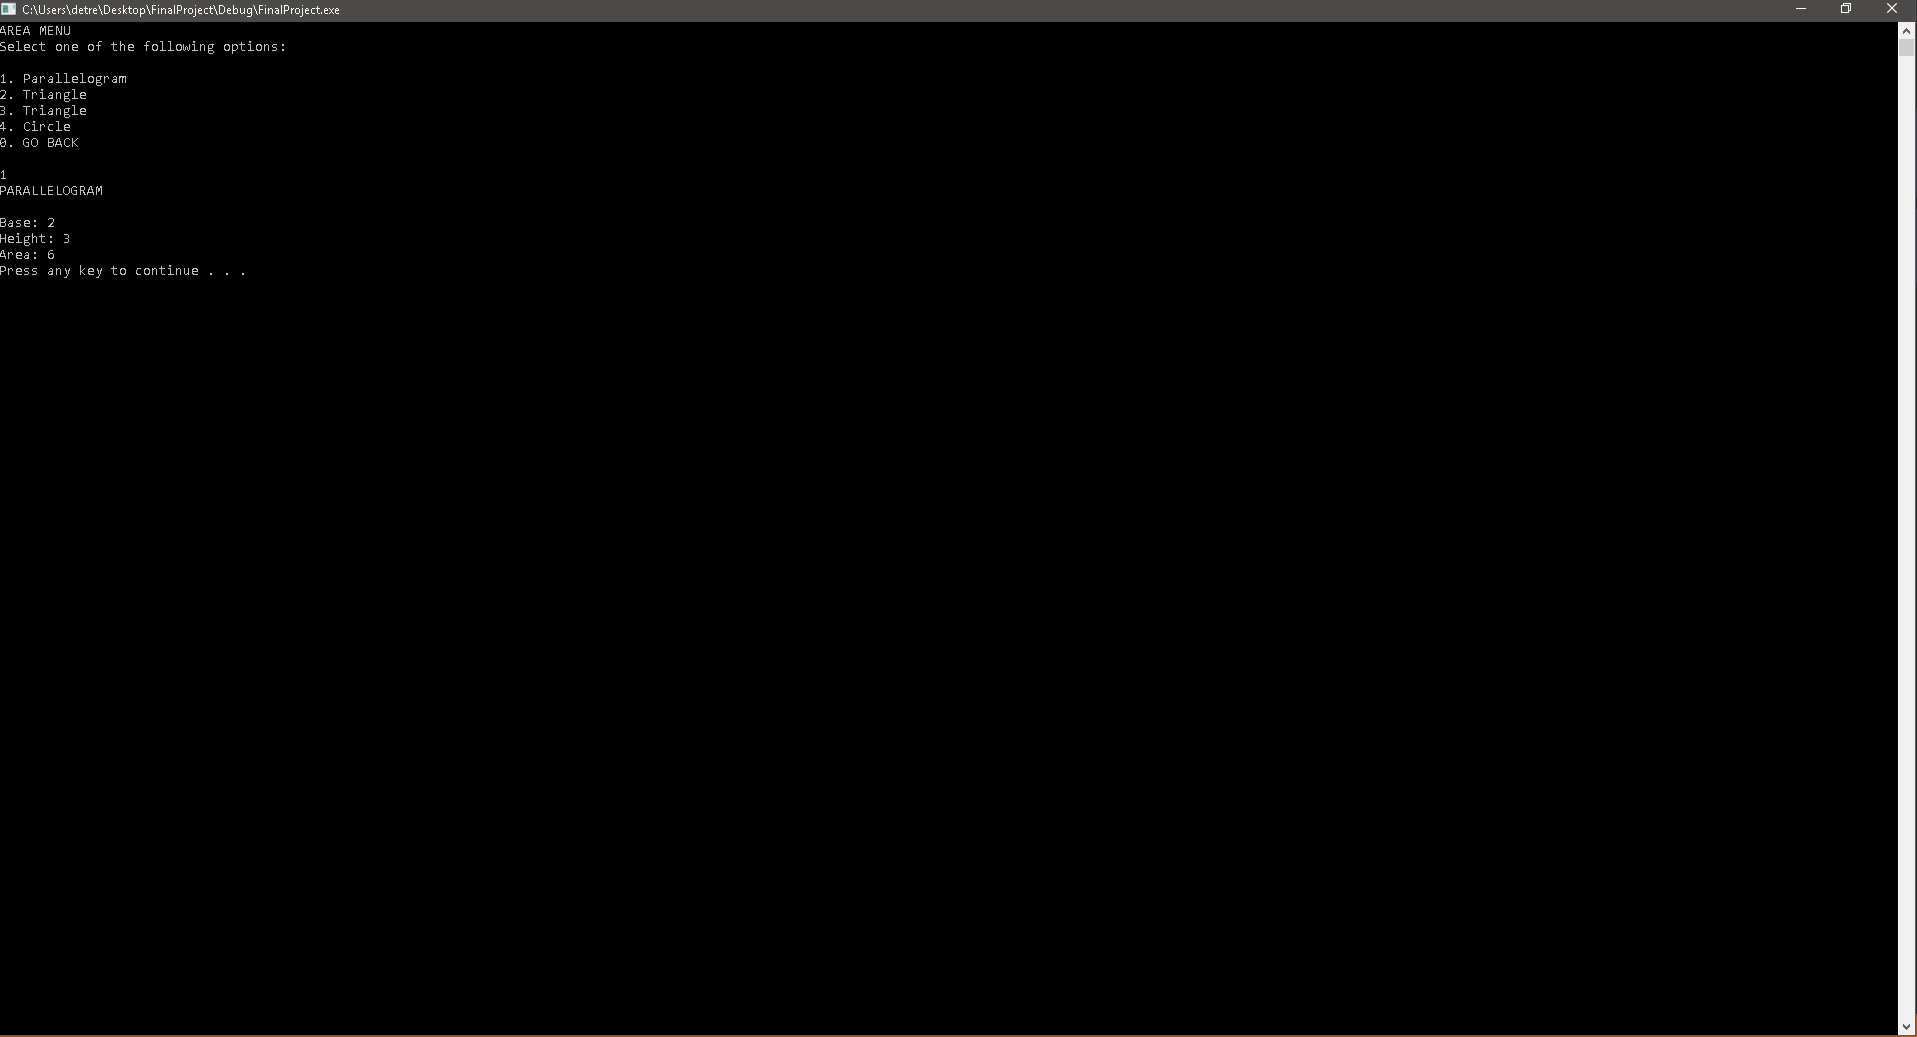 C:\Users\detre\Desktop\FinalProject\Debug\FinalProject.exe
AREA MENU
Select one of the following options:
1. Parallelogram
2. Triangle
3. Triangle
4. Circle
0. GO BACK
1
PARALLELOGRAM
Base: 2
Height: 3
Area: 6
Press any key to continue . . .